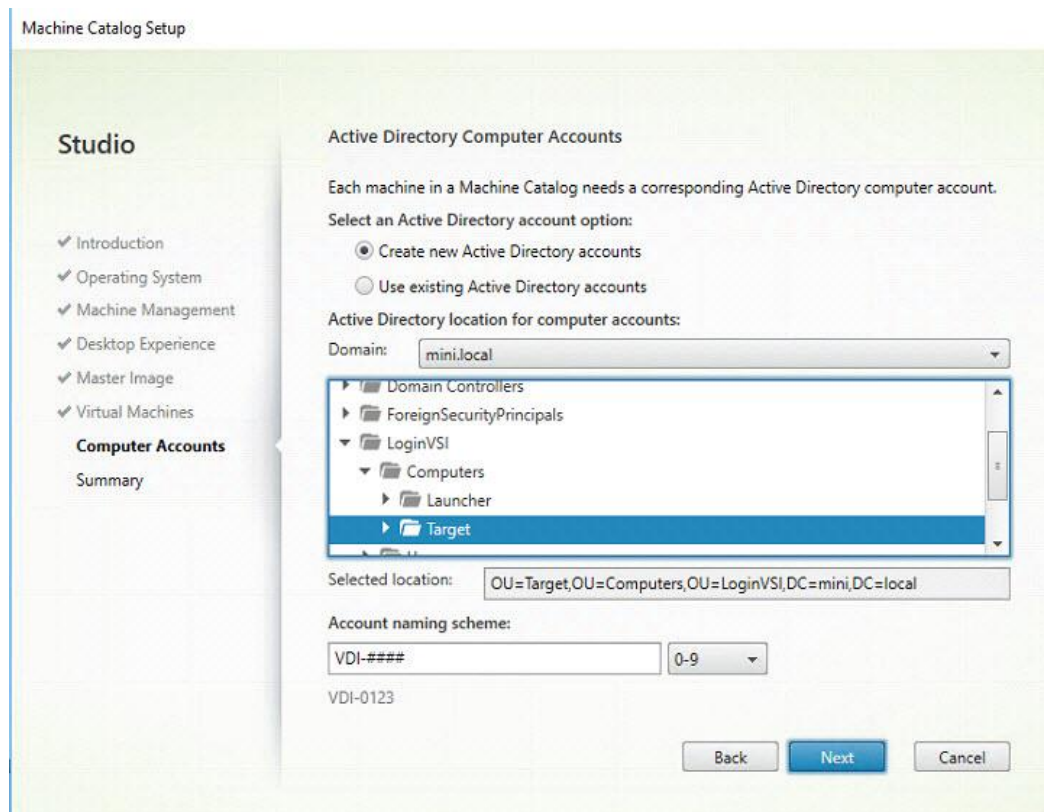 Machine Catalog Setup
Studio
Introduction
Operating System
Machine Management
Desktop Experience
Master Image
Virtual Machines
Computer Accounts
Summary
Active Directory Computer Accounts
Each machine in a Machine Catalog needs a corresponding Active Directory computer account.
Select an Active Directory account option:
Create new Active Directory accounts
Use existing Active Directory accounts
Active Directory location for computer accounts:
Domain: mini.local
Domain Controllers
ForeignSecurityPrincipals
LoginVSI
Computers
Launcher
Target
Selected location: OU=Target,OU=Computers,OU=LoginVSI,DC=mini,DC=local
Account naming scheme:
VDI-#### 0-9
VDI-0123
Back Next Cancel